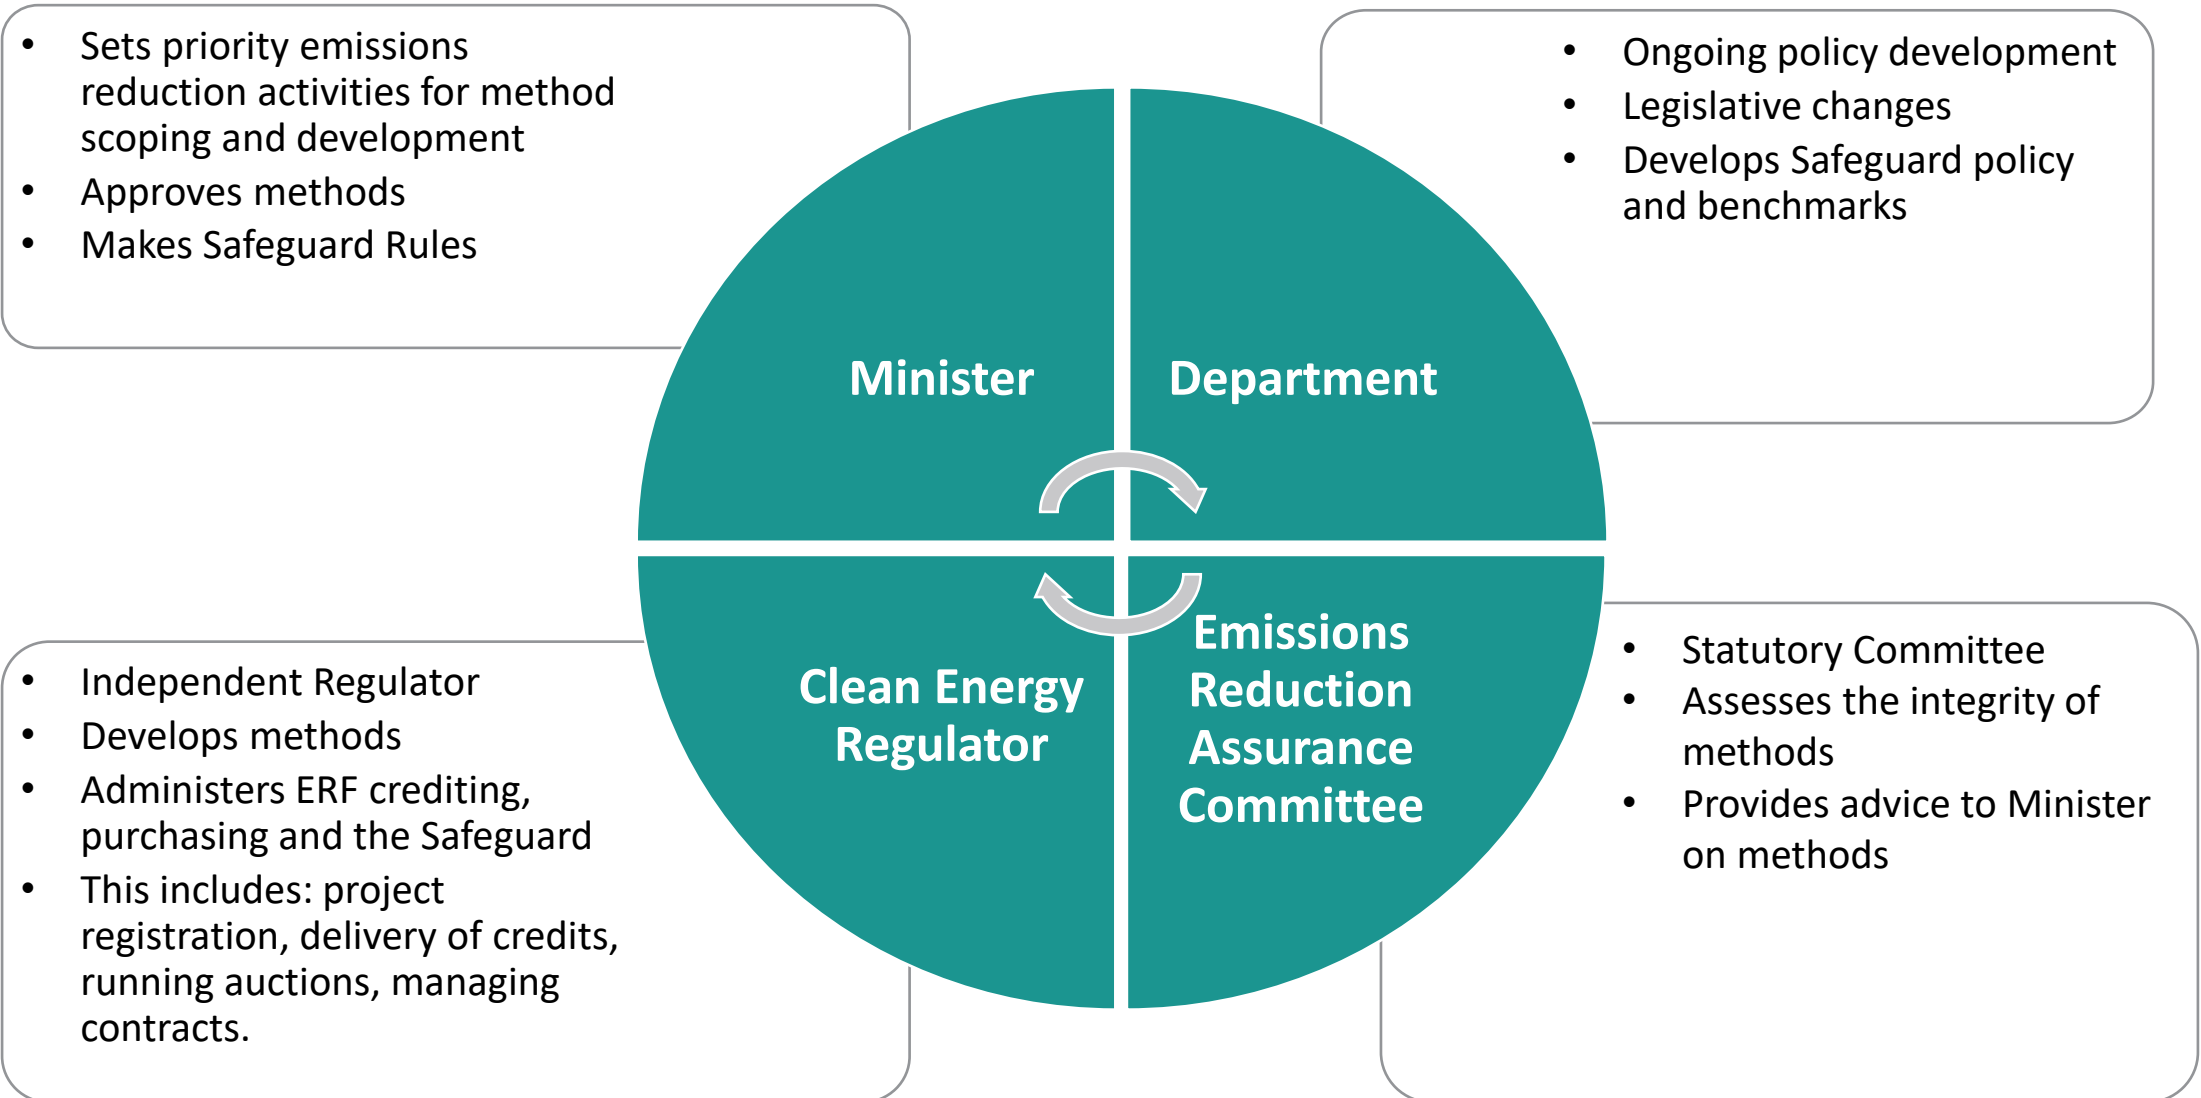 • Sets priority emissions
reduction activities for method
scoping and development
• Approves methods
• Makes Safeguard Rules
• Ongoing policy development
• Legislative changes
• Develops Safeguard policy
and benchmarks
Minister
Department
Clean Energy
Regulator
Emissions
Reduction
Assurance
Committee
• Independent Regulator
• Develops methods
• Administers ERF crediting,
purchasing and the Safeguard
• This includes: project
registration, delivery of credits,
running auctions, managing
contracts.
• Statutory Committee
• Assesses the integrity of
methods
• Provides advice to Minister
on methods